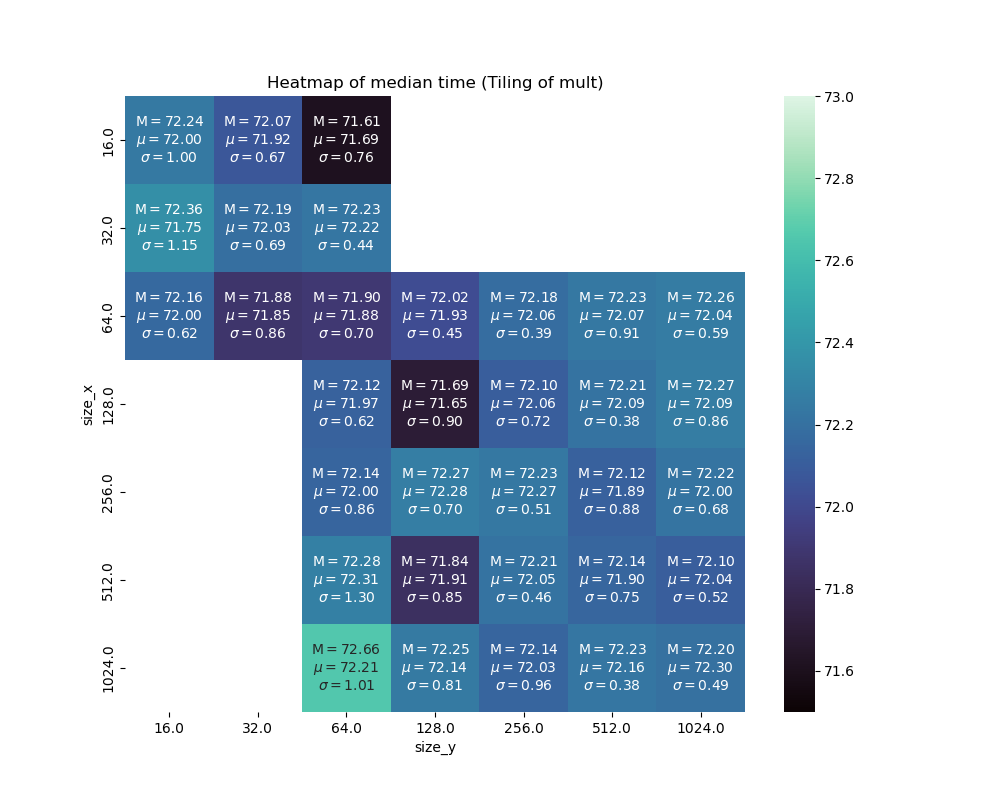 Heatmap of median time (Tiling of mult)
16.0
M = 72.24 M = 72.07 M = 71.61
μ = 72.00 μ = 71.92 μ = 71.69
σ = 1.00 σ = 0.67 σ = 0.76
32.0
M = 72.36 M = 72.19 M = 72.23
μ = 71.75 μ = 72.03 μ = 72.22
σ = 1.15 σ = 0.69 σ = 0.44
64.0
M = 72.16 M = 71.88 M = 71.90 M = 72.02 M = 72.18 M = 72.23 M = 72.26
μ = 72.00 μ = 71.85 μ = 71.88 μ = 71.93 μ = 72.06 μ = 72.07 μ = 72.04
σ = 0.62 σ = 0.86 σ = 0.70 σ = 0.45 σ = 0.39 σ = 0.91 σ = 0.59
128.0
M = 72.12 M = 71.69 M = 72.10 M = 72.21 M = 72.27
μ = 71.97 μ = 71.65 μ = 72.06 μ = 72.09 μ = 72.09
σ = 0.62 σ = 0.90 σ = 0.72 σ = 0.38 σ = 0.86
256.0
M = 72.14 M = 72.27 M = 72.23 M = 72.12 M = 72.22
μ = 72.00 μ = 72.28 μ = 72.27 μ = 71.89 μ = 72.00
σ = 0.86 σ = 0.70 σ = 0.51 σ = 0.88 σ = 0.68
512.0
M = 72.28 M = 71.84 M = 72.21 M = 72.14 M = 72.10
μ = 72.31 μ = 71.91 μ = 72.05 μ = 71.90 μ = 72.04
σ = 1.30 σ = 0.85 σ = 0.46 σ = 0.75 σ = 0.52
1024.0
M = 72.66 M = 72.25 M = 72.14 M = 72.23 M = 72.20
μ = 72.21 μ = 72.14 μ = 72.03 μ = 72.16 μ = 72.30
σ = 1.01 σ = 0.81 σ = 0.96 σ = 0.38 σ = 0.49
size_x
16.0 32.0 64.0 128.0 256.0 512.0 1024.0
size_y
73.0
72.8
72.6
72.4
72.2
72.0
71.8
71.6